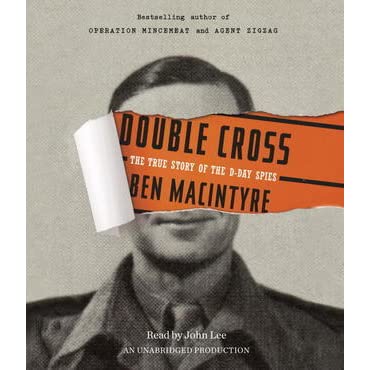 Bestselling author of
OPERATION MINCEMEAT and AGENT ZIGZAG
DOUBLE CROSS
THE TRUE STORY OF THE D-DAY SPIES
BEN MACINTYRE
Read by John Lee
AN UNABRIDGED PRODUCTION